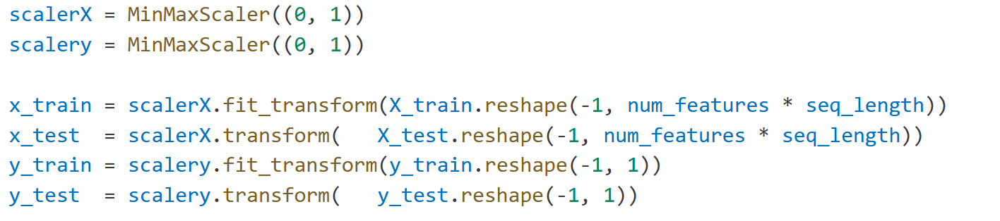 scalerX = MinMaxScaler((0, 1))
scalery = MinMaxScaler((0, 1))
x_train = scalerX.fit_transform(X_train.reshape(-1, num_features * seq_length))
x_test  = scalerX.transform(   X_test.reshape(-1, num_features * seq_length))
y_train = scalery.fit_transform(y_train.reshape(-1, 1))
y_test  = scalery.transform(   y_test.reshape(-1, 1))